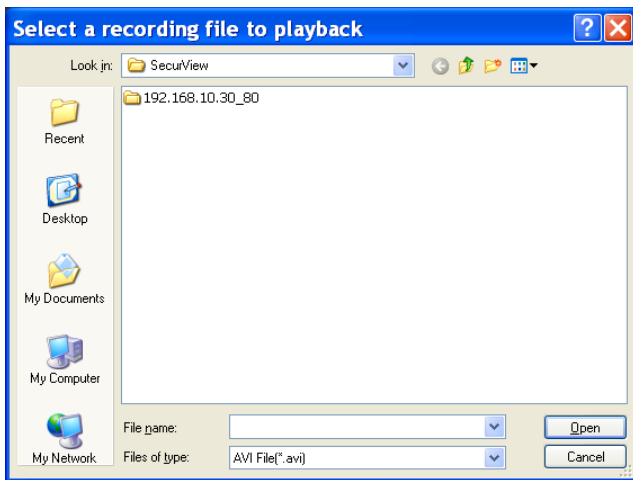 Select a recording file to playback
Look in: SecurView
192.168.10.30_80
Recent
Desktop
My Documents
My Computer
My Network
File name:
Open
Files of type: AVI File(*.avi)
Cancel